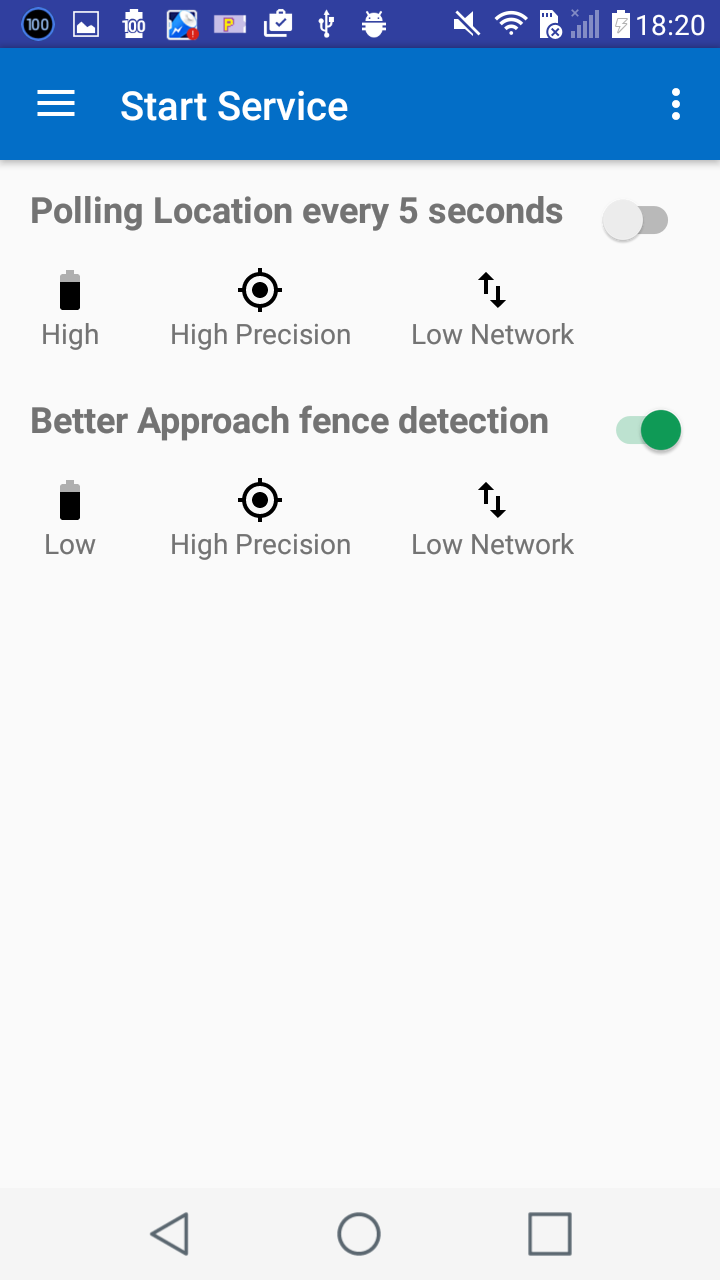 100 100 P 18:20
Start Service
Polling Location every 5 seconds
High High Precision Low Network
Better Approach fence detection
Low High Precision Low Network